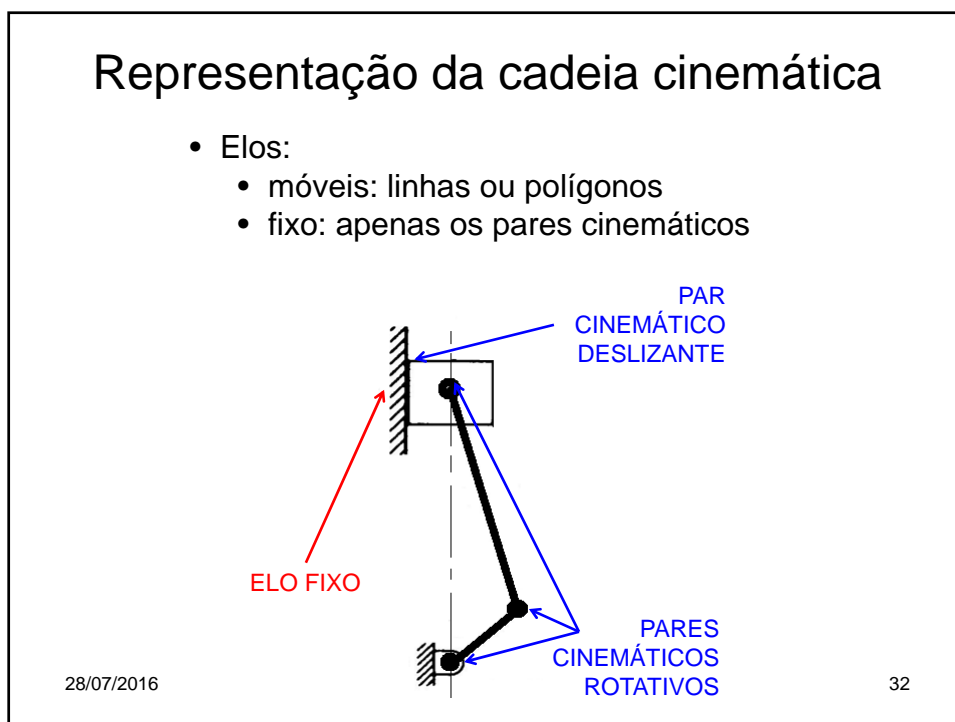 Representação da cadeia cinemática
• Elos:
• móveis: linhas ou polígonos
• fixo: apenas os pares cinemáticos
PAR
CINEMÁTICO
DESLIZANTE
ELO FIXO
PARES
CINEMÁTICOS
ROTATIVOS
28/07/2016
32